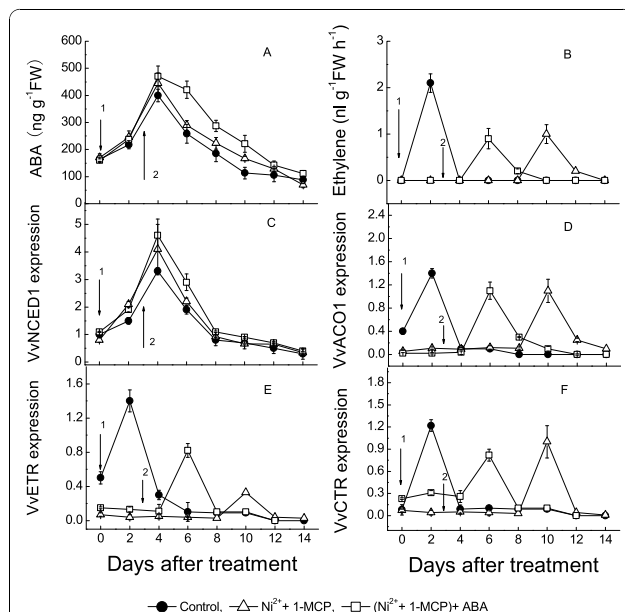 A
ABA (ng g⁻¹FW)
600
500
400
300
200
100
0
1
2
B
Ethylene (nl g⁻¹FW h⁻¹)
3
2
1
0
1
2
C
VvNCED1 expression
5
4
3
2
1
0
1
2
D
VvACO1 expression
2.4
2.0
1.6
1.2
0.8
0.4
0.0
1
2
E
VvETR expression
1.6
1.2
0.8
0.4
0.0
1
2
0 2 4 6 8 10 12 14
Days after treatment
F
VvCTR expression
1.8
1.5
1.2
0.9
0.6
0.3
0.0
1
2
0 2 4 6 8 10 12 14
Days after treatment
Control, Ni²⁺+ 1-MCP, (Ni²⁺+ 1-MCP)+ ABA